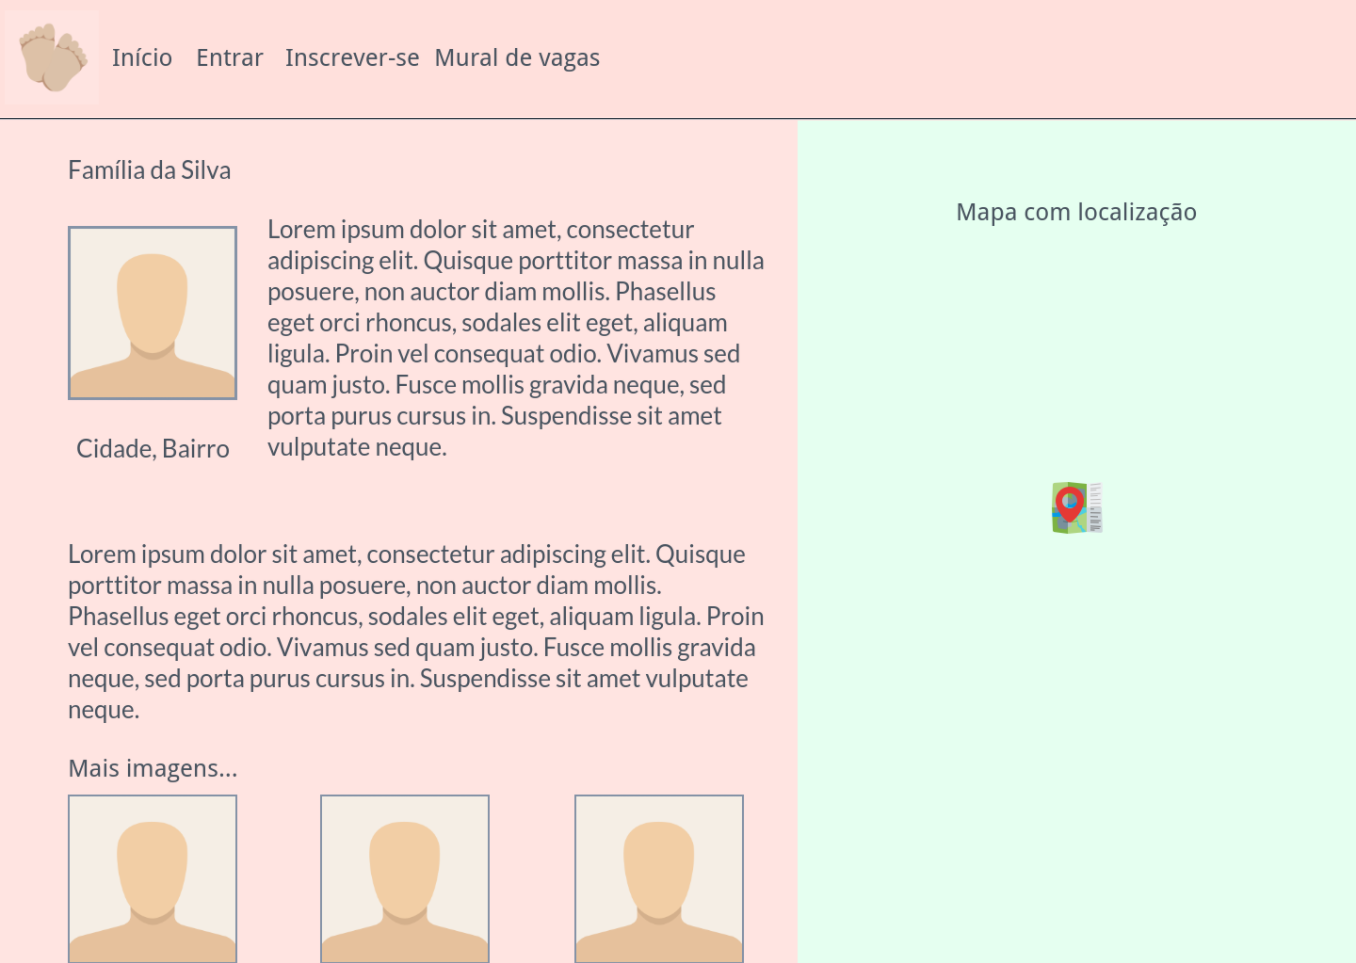 Início Entrar Inscrever-se Mural de vagas
Família da Silva
Lorem ipsum dolor sit amet, consectetur
adipiscing elit. Quisque porttitor massa in nulla
posuere, non auctor diam mollis. Phasellus
eget orci rhoncus, sodales elit eget, aliquam
ligula. Proin vel consequat odio. Vivamus sed
quam justo. Fusce mollis gravida neque, sed
porta purus cursus in. Suspendisse sit amet
vulputate neque.
Cidade, Bairro
Lorem ipsum dolor sit amet, consectetur adipiscing elit. Quisque
porttitor massa in nulla posuere, non auctor diam mollis.
Phasellus eget orci rhoncus, sodales elit eget, aliquam ligula. Proin
vel consequat odio. Vivamus sed quam justo. Fusce mollis gravida
neque, sed porta purus cursus in. Suspendisse sit amet vulputate
neque.
Mais imagens...
Mapa com localização